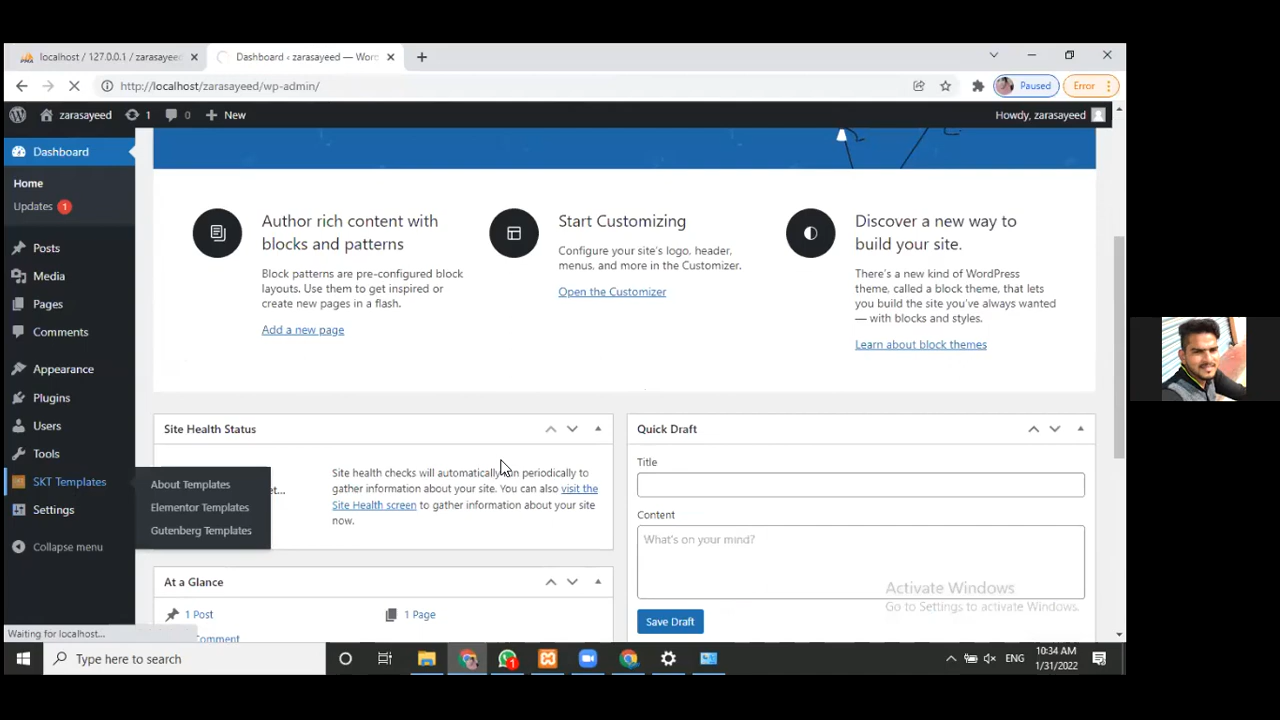 localhost / 127.0.0.1 / zarasayeed
Dashboard ‹ zarasayeed — Wor
http://localhost/zarasayeed/wp-admin/
Paused
Error
zarasayeed
1
0
New
Howdy, zarasayeed
Dashboard
Home
Updates 1
Posts
Media
Pages
Comments
Appearance
Plugins
Users
Tools
SKT Templates
Settings
Collapse menu
About Templates
Elementor Templates
Gutenberg Templates
Author rich content with
blocks and patterns
Block patterns are pre-configured block
layouts. Use them to get inspired or
create new pages in a flash.
Add a new page
Start Customizing
Configure your site's logo, header,
menus, and more in the Customizer.
Open the Customizer
Discover a new way to
build your site.
There's a new kind of WordPress
theme, called a block theme, that lets
you build the site you've always wanted
— with blocks and styles.
Learn about block themes
Site Health Status
Site health checks will automatically run periodically to
gather information about your site. You can also visit the
Site Health screen to gather information about your site
now.
At a Glance
1 Post
1 Page
Comment
Quick Draft
Title
Content
What's on your mind?
Save Draft
Activate Windows
Go to Settings to activate Windows.
Waiting for localhost...
Type here to search
1
ENG
10:34 AM
1/31/2022